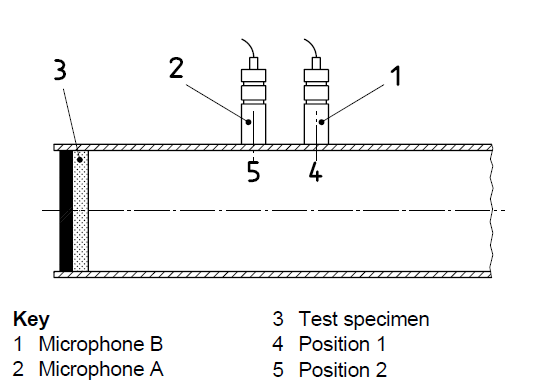 3
2
1
5
4
Key
1 Microphone B
2 Microphone A
3 Test specimen
4 Position 1
5 Position 2